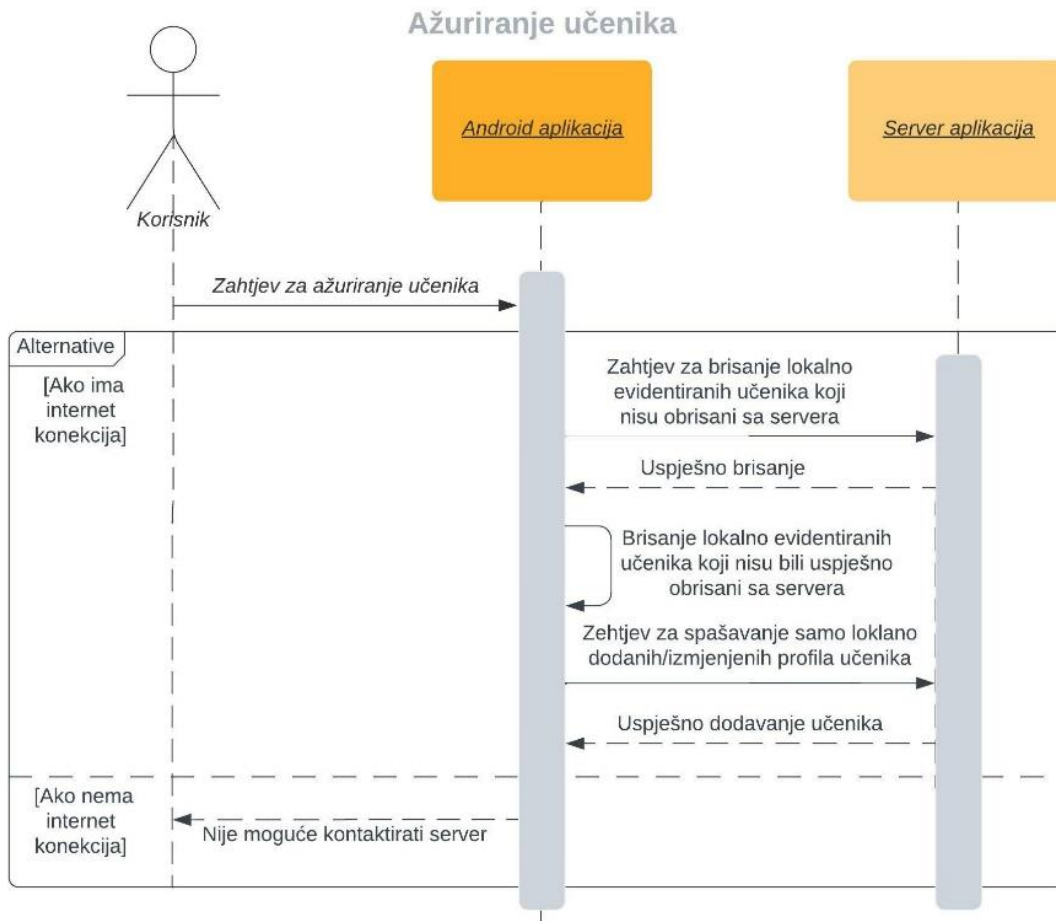 Ažuriranje učenika
Android aplikacija
Server aplikacija
Korisnik
Zahtjev za ažuriranje učenika
Alternative
[Ako ima
internet
konekcija]
Zahtjev za brisanje lokalno
evidentiranih učenika koji
nisu obrisani sa servera
Uspješno brisanje
Brisanje lokalno evidentiranih
učenika koji nisu bili uspješno
obrisani sa servera
Zehtjev za spašavanje samo loklano
dodanih/izmjenjenih profila učenika
Uspješno dodavanje učenika
[Ako nema
internet
konekcija]
Nije moguće kontaktirati server